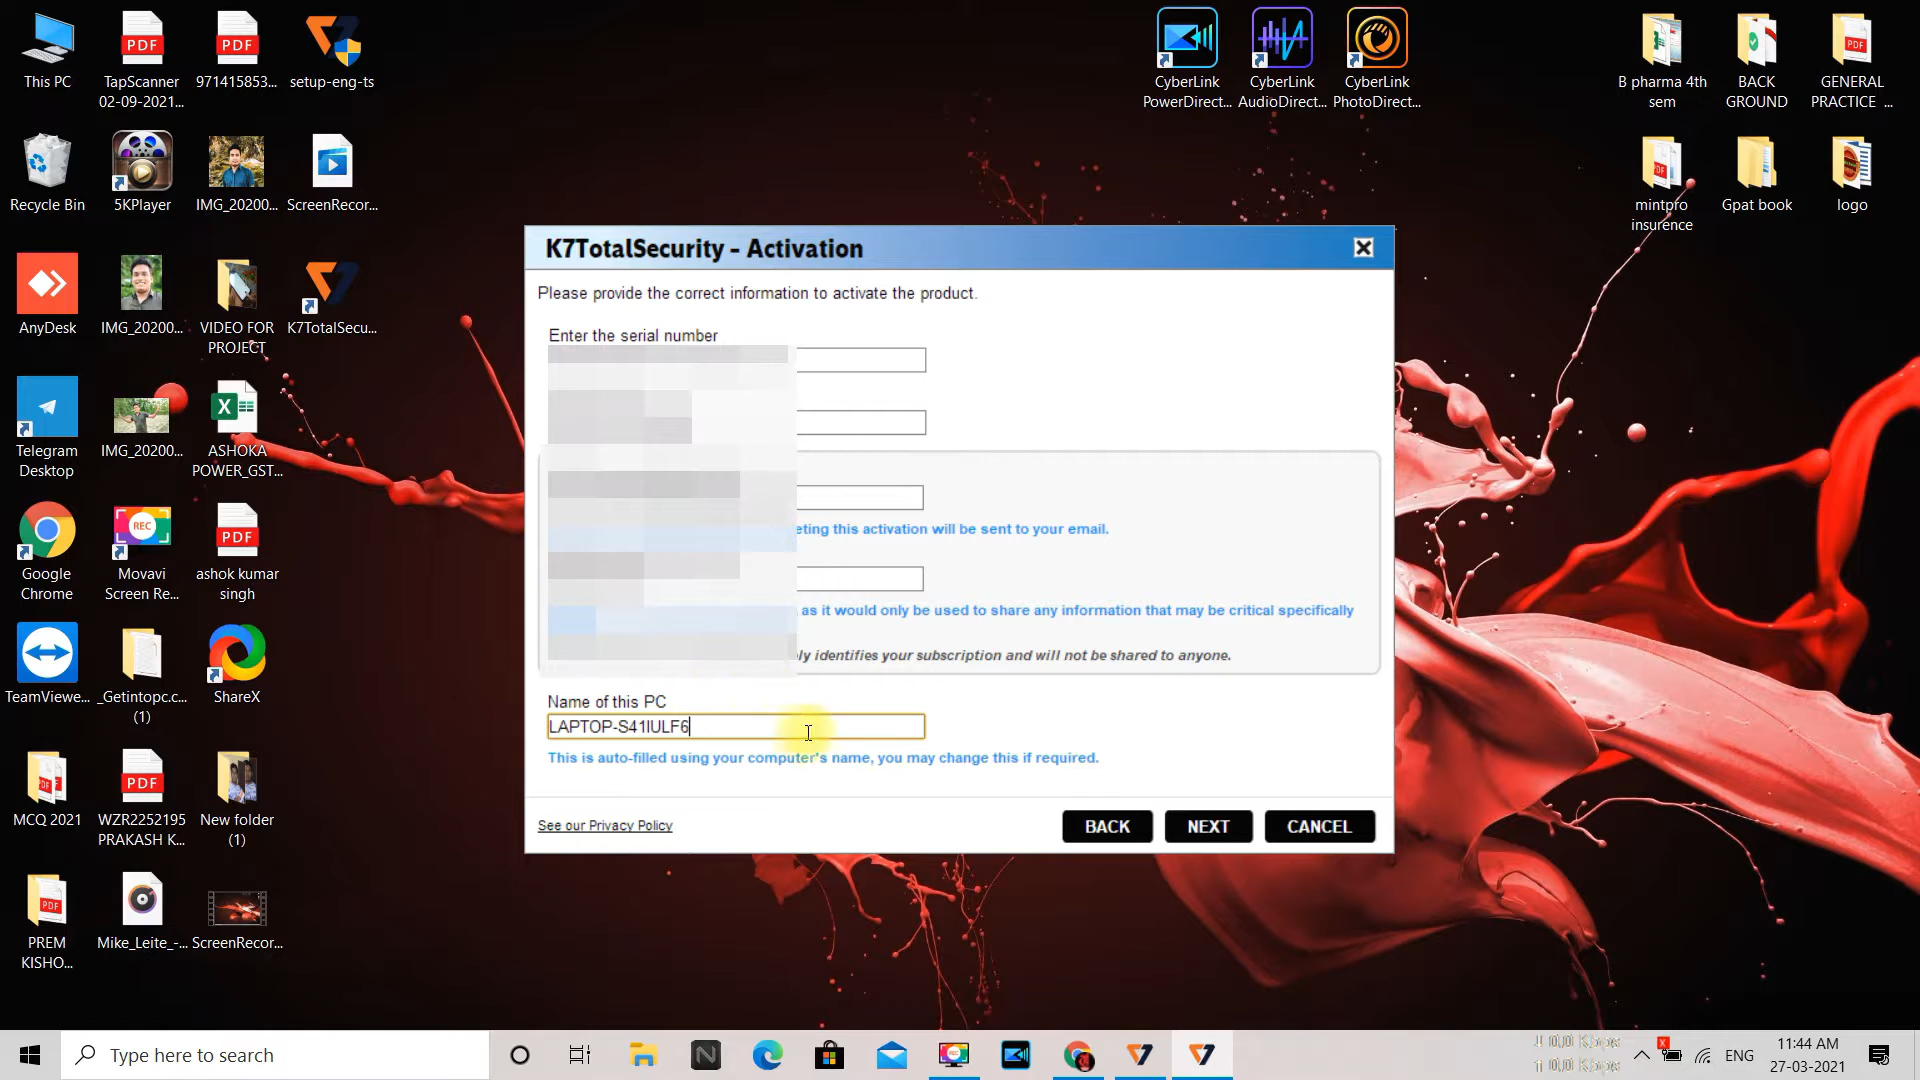 This PC
TapScanner
02-09-2021...
971415853...
setup-eng-ts
CyberLink
PowerDirect...
CyberLink
AudioDirect...
CyberLink
PhotoDirect...
B pharma 4th
sem
BACK
GROUND
GENERAL
PRACTICE ...
Recycle Bin
5KPlayer
IMG_20200...
ScreenRecor...
mintpro
insurence
Gpat book
logo
AnyDesk
IMG_20200...
VIDEO FOR
PROJECT
K7TotalSecu...
Telegram
Desktop
IMG_20200...
ASHOKA
POWER_GST...
Google
Chrome
Movavi
Screen Re...
ashok kumar
singh
TeamViewe...
_Getintopc.c...
(1)
ShareX
MCQ 2021
WZR2252195
PRAKASH K...
New folder
(1)
PREM
KISHO...
Mike_Leite_-...
ScreenRecor...
K7TotalSecurity - Activation
Please provide the correct information to activate the product.
Enter the serial number
eting this activation will be sent to your email.
as it would only be used to share any information that may be critical specifically
ly identifies your subscription and will not be shared to anyone.
Name of this PC
LAPTOP-S41IULF6
This is auto-filled using your computer's name, you may change this if required.
See our Privacy Policy
BACK
NEXT
CANCEL
Type here to search
ENG
11:44 AM
27-03-2021